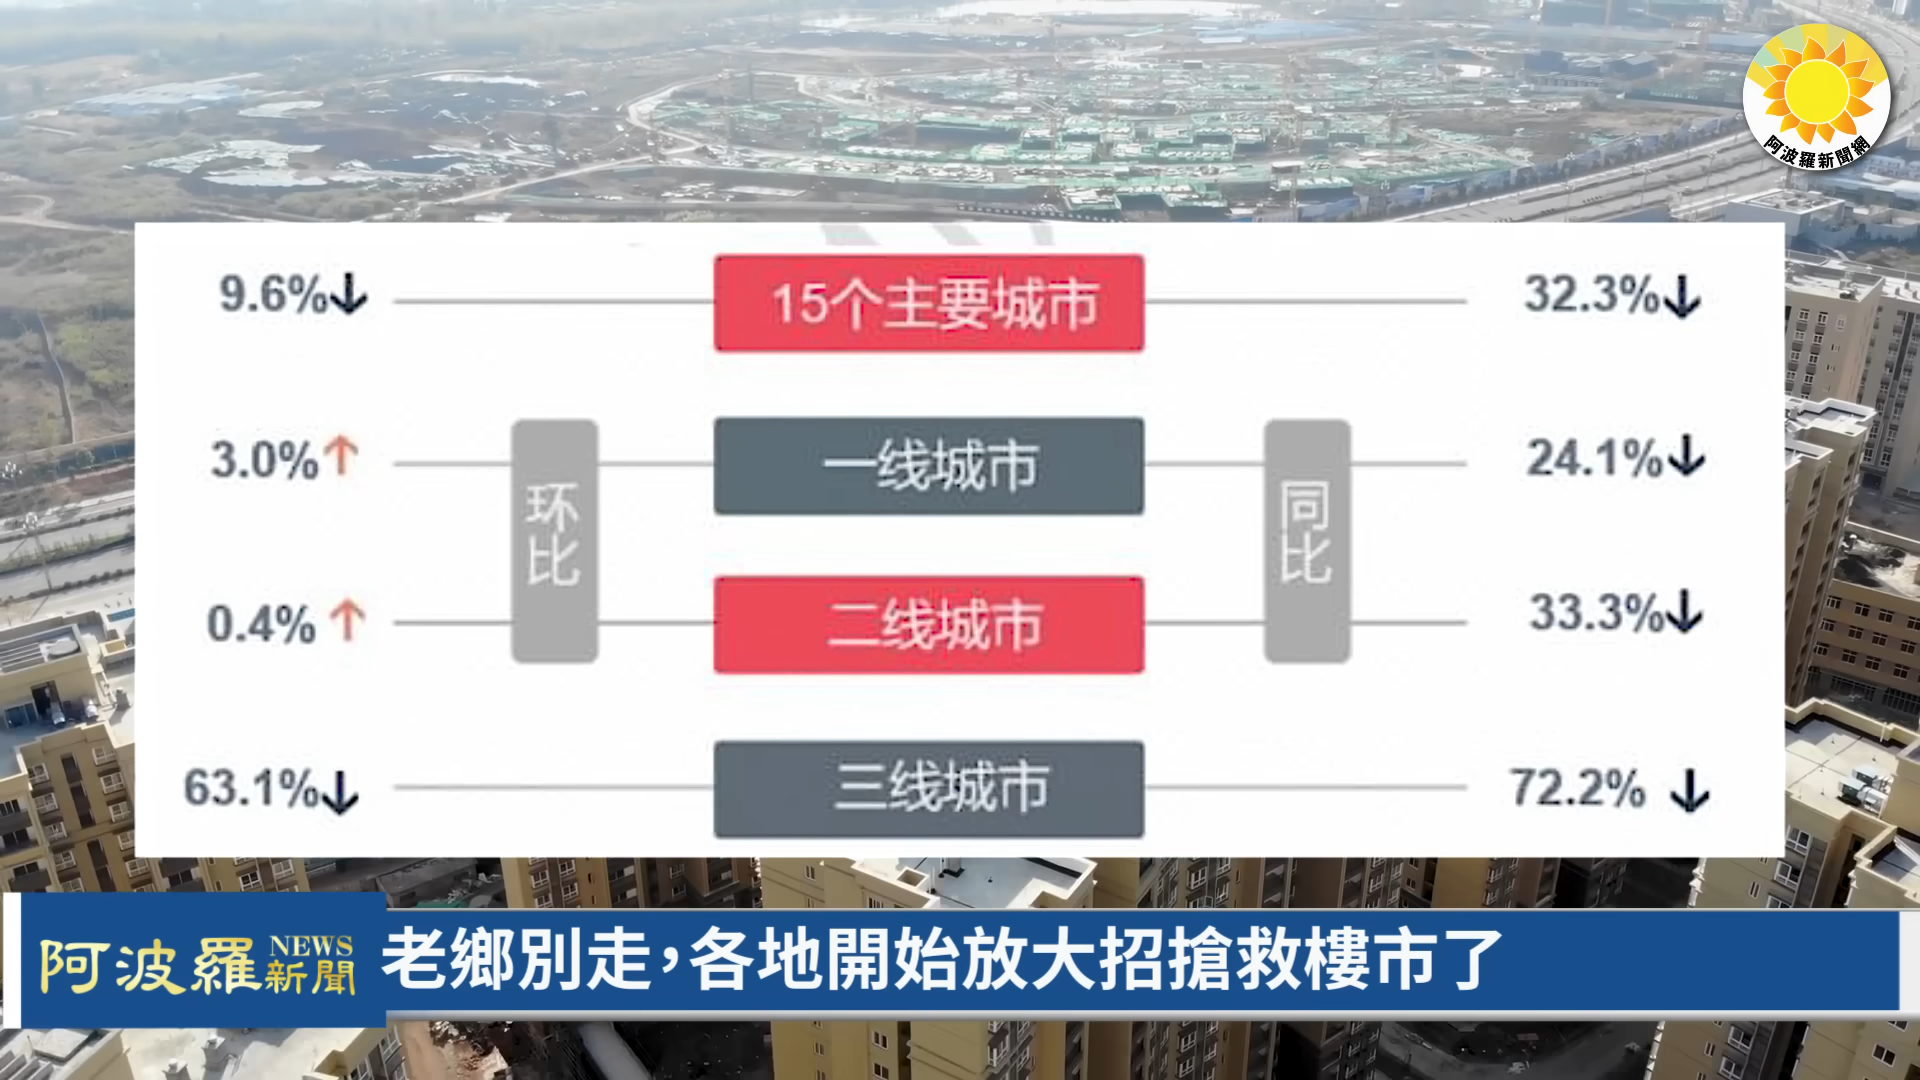 阿波羅新聞網
9.6%↓ 15个主要城市 32.3%↓
3.0%↑ 一线城市 24.1%↓
环比
同比
0.4%↑ 二线城市 33.3%↓
63.1%↓ 三线城市 72.2%↓
阿波羅新聞 NEWS
老鄉別走,各地開始放大招搶救樓市了